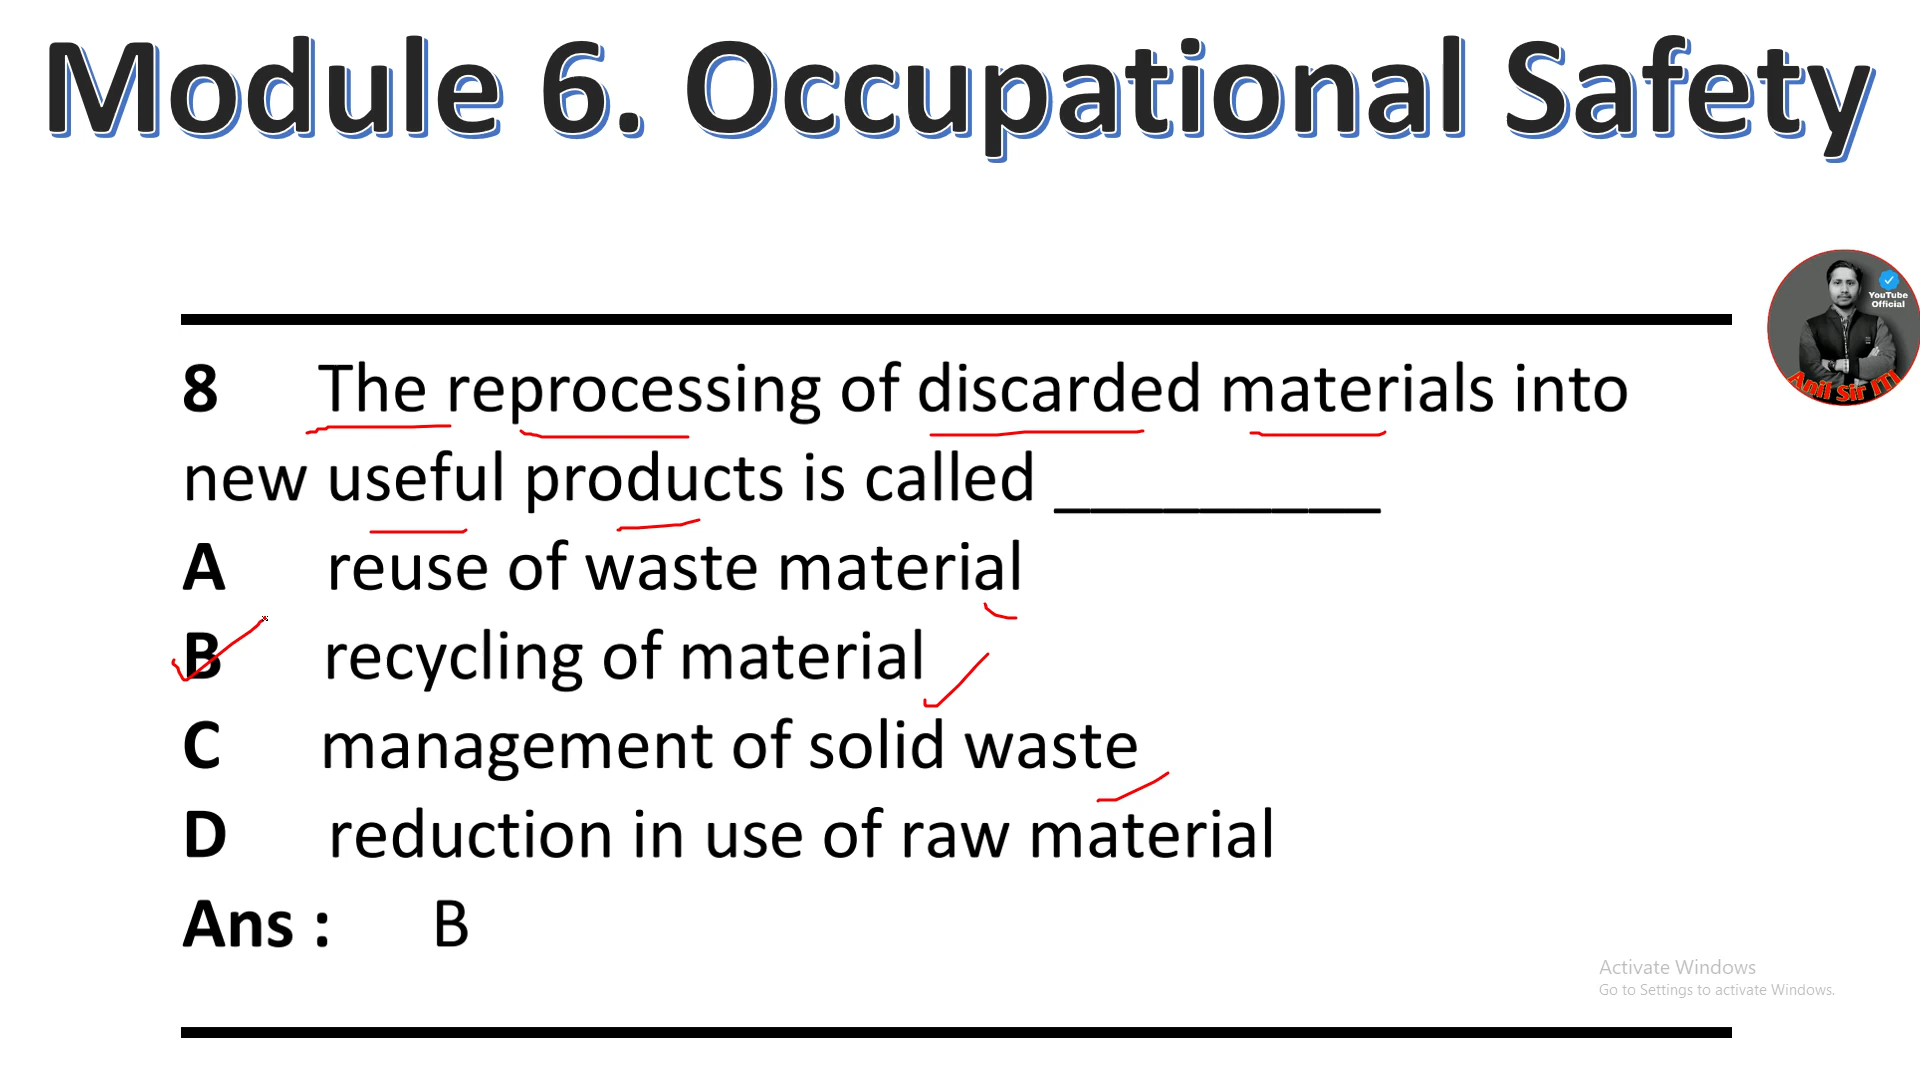 Module 6. Occupational Safety
YouTube
Official
Anil Sir ITI
8 The reprocessing of discarded materials into
new useful products is called _________
A reuse of waste material
B recycling of material
C management of solid waste
D reduction in use of raw material
Ans : B
Activate Windows
Go to Settings to activate Windows.